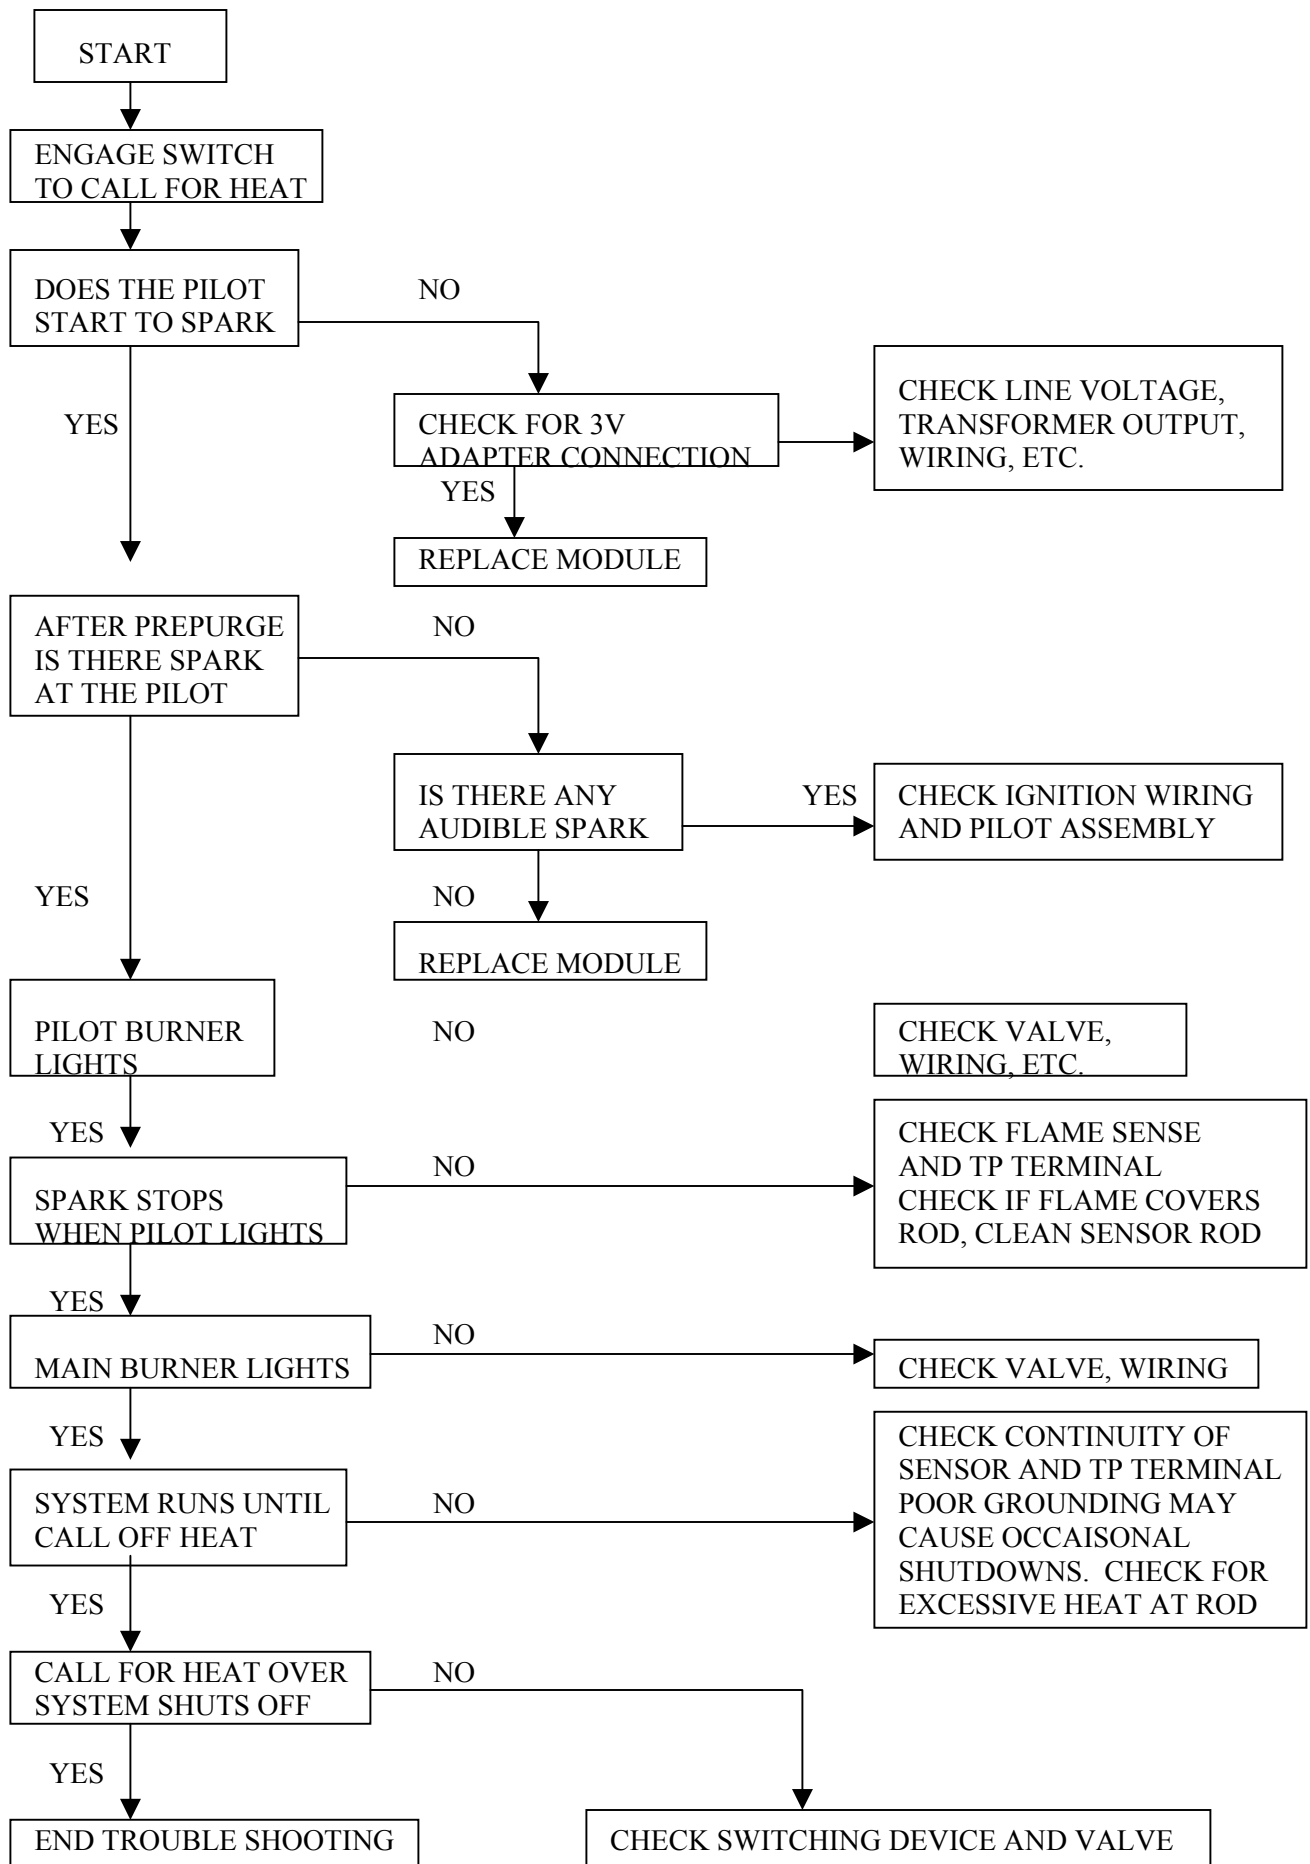 START
ENGAGE SWITCH
TO CALL FOR HEAT
DOES THE PILOT
START TO SPARK
NO
YES
CHECK FOR 3V
ADAPTER CONNECTION
CHECK LINE VOLTAGE,
TRANSFORMER OUTPUT,
WIRING, ETC.
YES
REPLACE MODULE
AFTER PREPURGE
IS THERE SPARK
AT THE PILOT
NO
IS THERE ANY
AUDIBLE SPARK
YES
CHECK IGNITION WIRING
AND PILOT ASSEMBLY
YES
NO
REPLACE MODULE
PILOT BURNER
LIGHTS
NO
CHECK VALVE,
WIRING, ETC.
YES
SPARK STOPS
WHEN PILOT LIGHTS
NO
CHECK FLAME SENSE
AND TP TERMINAL
CHECK IF FLAME COVERS
ROD, CLEAN SENSOR ROD
YES
MAIN BURNER LIGHTS
NO
CHECK VALVE, WIRING
YES
SYSTEM RUNS UNTIL
CALL OFF HEAT
NO
CHECK CONTINUITY OF
SENSOR AND TP TERMINAL
POOR GROUNDING MAY
CAUSE OCCAISONAL
SHUTDOWNS.  CHECK FOR
EXCESSIVE HEAT AT ROD
YES
CALL FOR HEAT OVER
SYSTEM SHUTS OFF
NO
YES
END TROUBLE SHOOTING
CHECK SWITCHING DEVICE AND VALVE